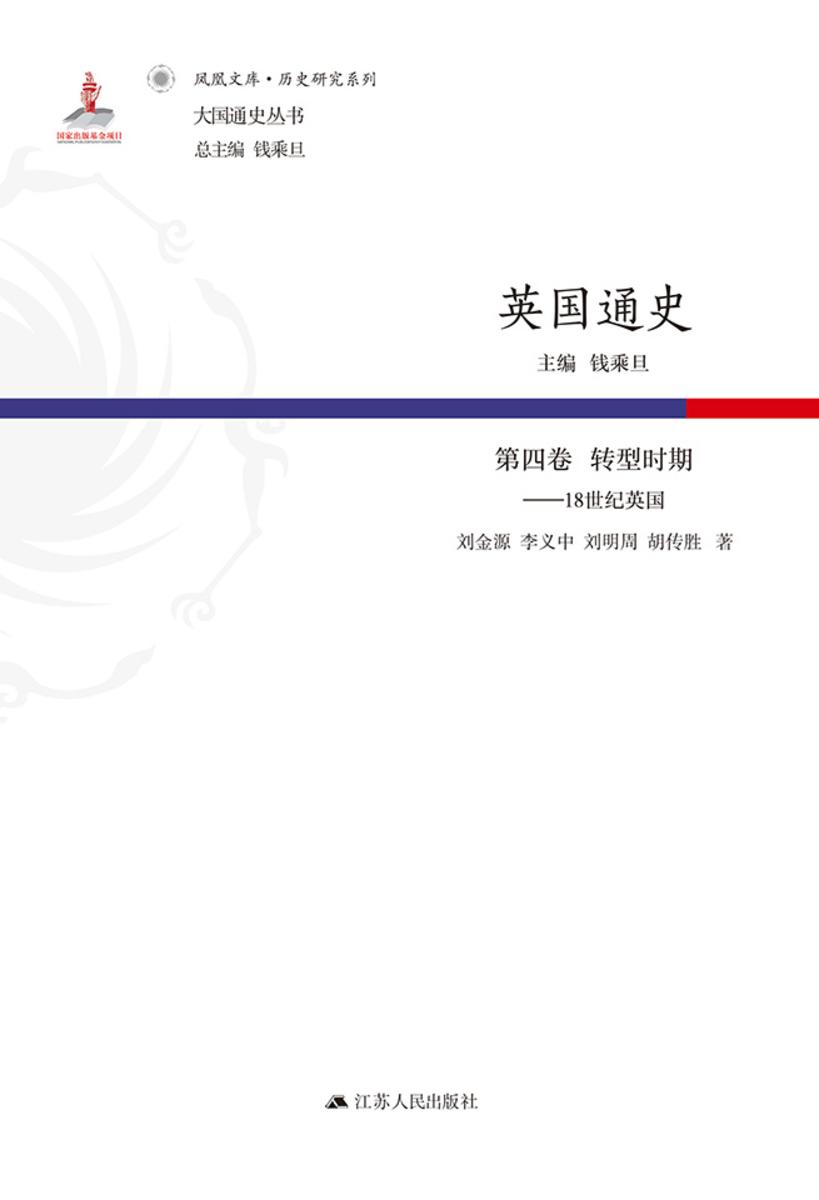 凤凰文库·历史研究系列
大国通史丛书
总主编 钱乘旦
国家出版基金项目
NATIONAL PUBLICATION FOUNDATION
英国通史
主编 钱乘旦
第四卷 转型时期
——18世纪英国
刘金源 李义中 刘明周 胡传胜 著
江苏人民出版社